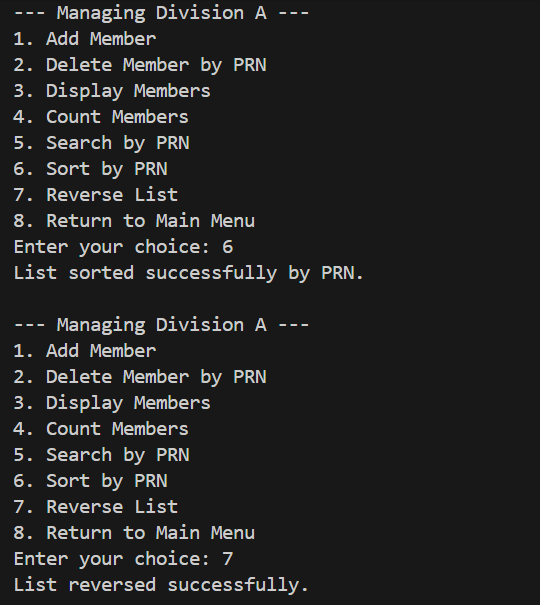 --- Managing Division A ---
1. Add Member
2. Delete Member by PRN
3. Display Members
4. Count Members
5. Search by PRN
6. Sort by PRN
7. Reverse List
8. Return to Main Menu
Enter your choice: 6
List sorted successfully by PRN.

--- Managing Division A ---
1. Add Member
2. Delete Member by PRN
3. Display Members
4. Count Members
5. Search by PRN
6. Sort by PRN
7. Reverse List
8. Return to Main Menu
Enter your choice: 7
List reversed successfully.